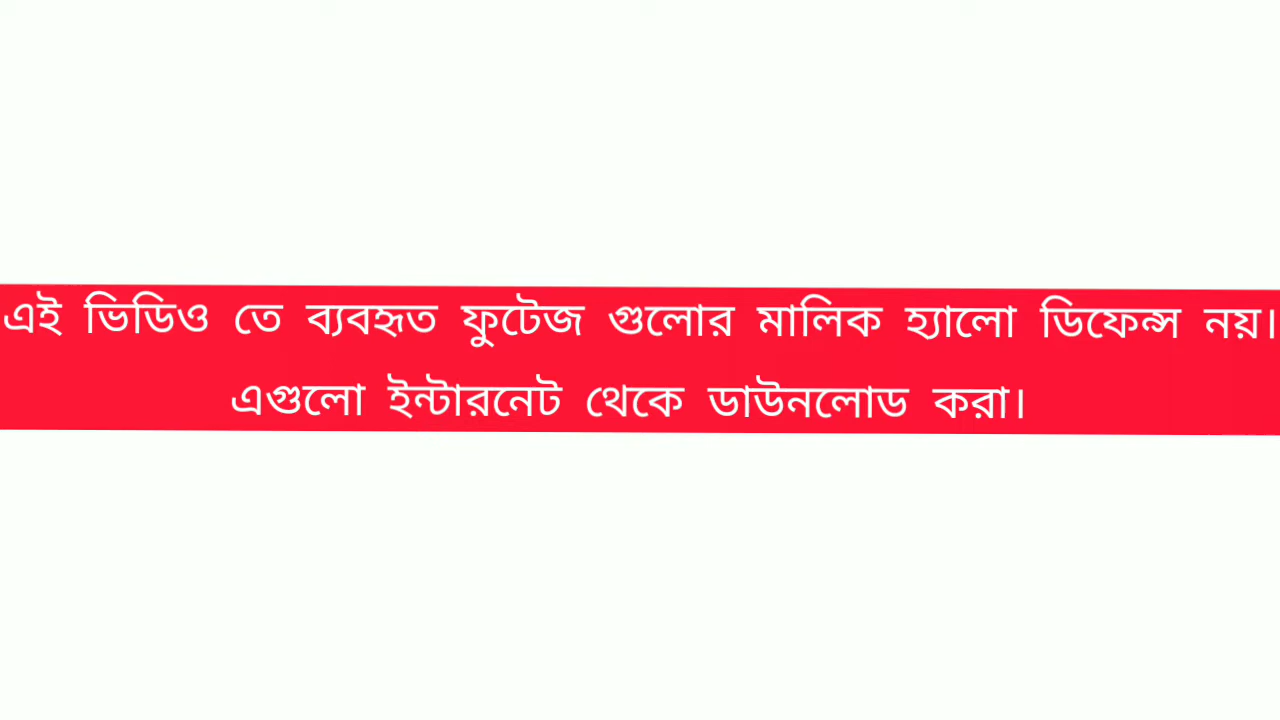 এই ভিডিও তে ব্যবহৃত ফুটেজ গুলোর মালিক হ্যালো ডিফেন্স নয়।
এগুলো ইন্টারনেট থেকে ডাউনলোড করা।